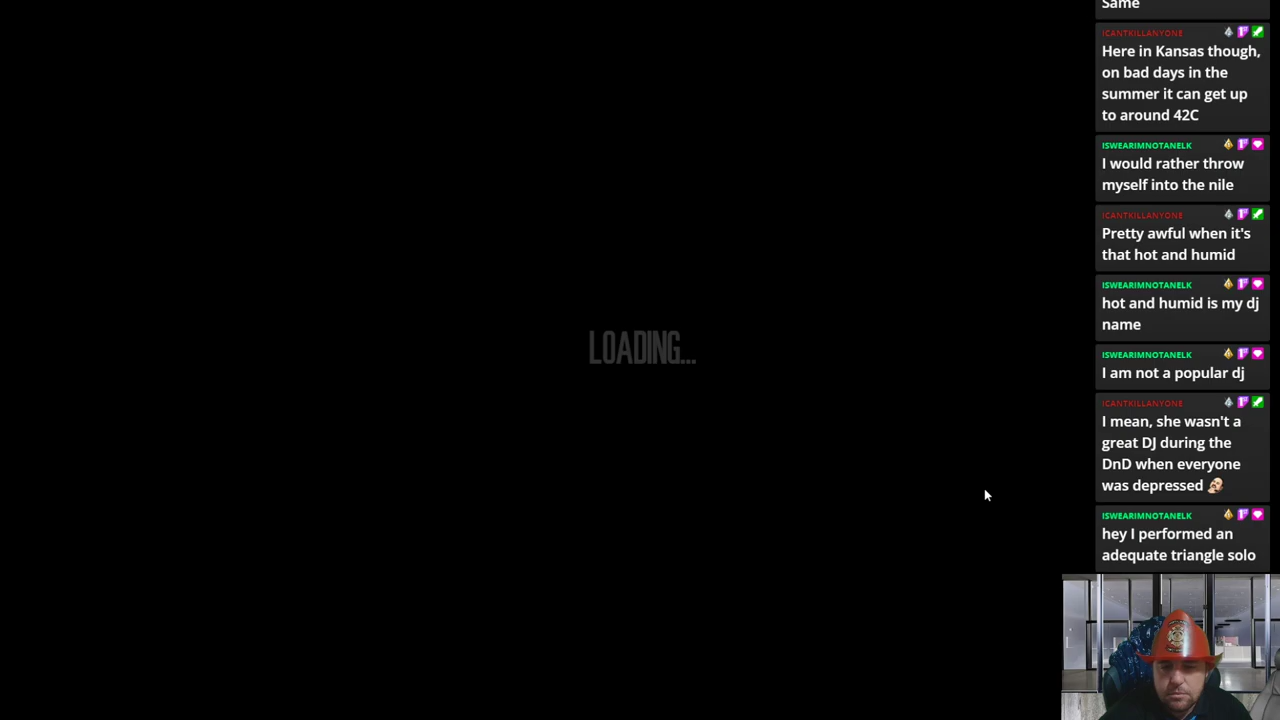 Same
ICANTKILLANYONE
Here in Kansas though,
on bad days in the
summer it can get up
to around 42C
ISWEARIMNOTANELK
I would rather throw
myself into the nile
ICANTKILLANYONE
Pretty awful when it's
that hot and humid
ISWEARIMNOTANELK
hot and humid is my dj
name
ISWEARIMNOTANELK
I am not a popular dj
ICANTKILLANYONE
I mean, she wasn't a
great DJ during the
DnD when everyone
was depressed
ISWEARIMNOTANELK
hey I performed an
adequate triangle solo
LOADING...